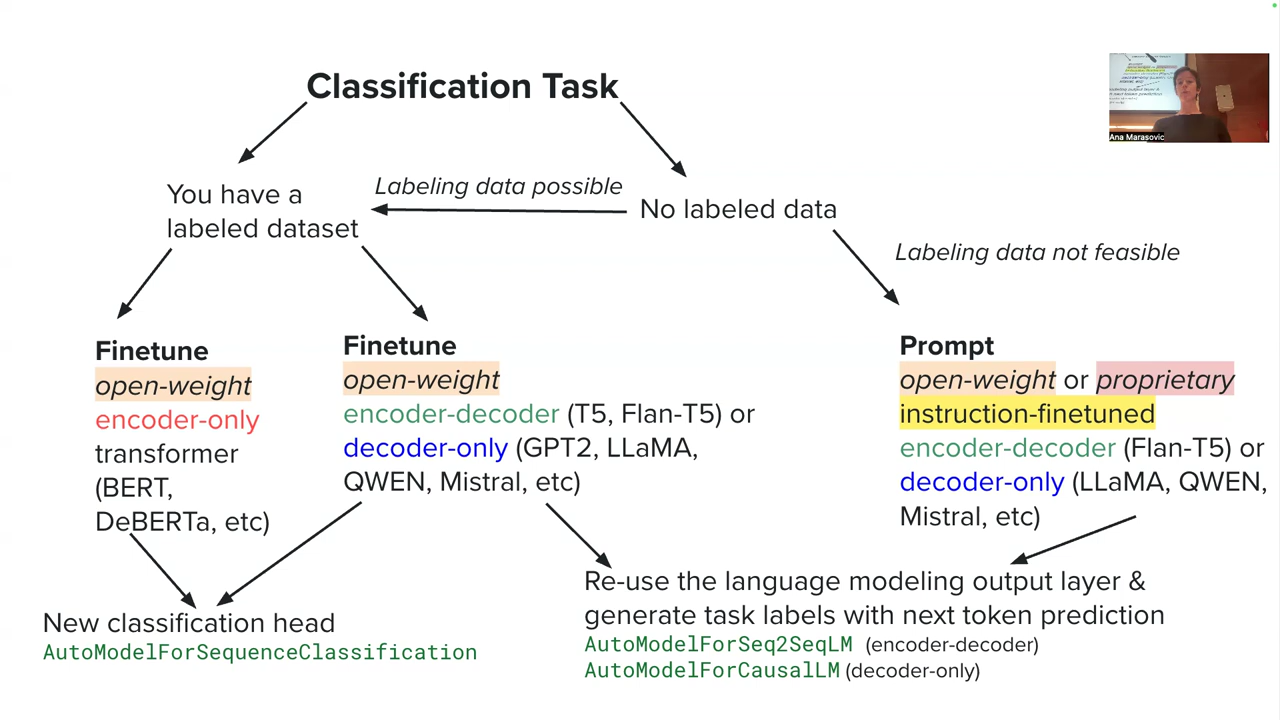 Classification Task
You have a
labeled dataset
Labeling data possible
No labeled data
Labeling data not feasible
Finetune
open-weight
encoder-only
transformer
(BERT,
DeBERTa, etc)
Finetune
open-weight
encoder-decoder (T5, Flan-T5) or
decoder-only (GPT2, LLaMA,
QWEN, Mistral, etc)
Prompt
open-weight or proprietary
instruction-finetuned
encoder-decoder (Flan-T5) or
decoder-only (LLaMA, QWEN,
Mistral, etc)
New classification head
AutoModelForSequenceClassification
Re-use the language modeling output layer &
generate task labels with next token prediction
AutoModelForSeq2SeqLM (encoder-decoder)
AutoModelForCausalLM (decoder-only)
Ana Marasovic